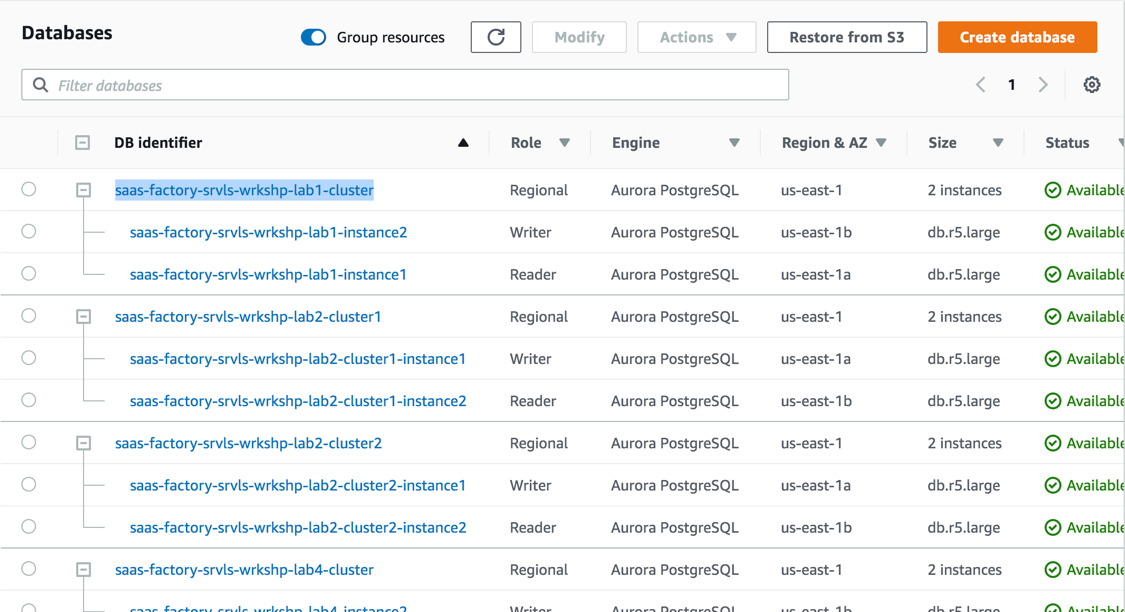 Databases Group resources Modify Actions Restore from S3 Create database
Filter databases 1
DB identifier Role Engine Region & AZ Size Status
saas-factory-srvls-wrkshp-lab1-cluster Regional Aurora PostgreSQL us-east-1 2 instances Available
saas-factory-srvls-wrkshp-lab1-instance2 Writer Aurora PostgreSQL us-east-1b db.r5.large Available
saas-factory-srvls-wrkshp-lab1-instance1 Reader Aurora PostgreSQL us-east-1a db.r5.large Available
saas-factory-srvls-wrkshp-lab2-cluster1 Regional Aurora PostgreSQL us-east-1 2 instances Available
saas-factory-srvls-wrkshp-lab2-cluster1-instance1 Writer Aurora PostgreSQL us-east-1a db.r5.large Available
saas-factory-srvls-wrkshp-lab2-cluster1-instance2 Reader Aurora PostgreSQL us-east-1b db.r5.large Available
saas-factory-srvls-wrkshp-lab2-cluster2 Regional Aurora PostgreSQL us-east-1 2 instances Available
saas-factory-srvls-wrkshp-lab2-cluster2-instance1 Writer Aurora PostgreSQL us-east-1a db.r5.large Available
saas-factory-srvls-wrkshp-lab2-cluster2-instance2 Reader Aurora PostgreSQL us-east-1b db.r5.large Available
saas-factory-srvls-wrkshp-lab4-cluster Regional Aurora PostgreSQL us-east-1 2 instances Available
saas-factory-srvls-wrkshp-lab4-instance2 Writer Aurora PostgreSQL us-east-1b db.r5.large Available